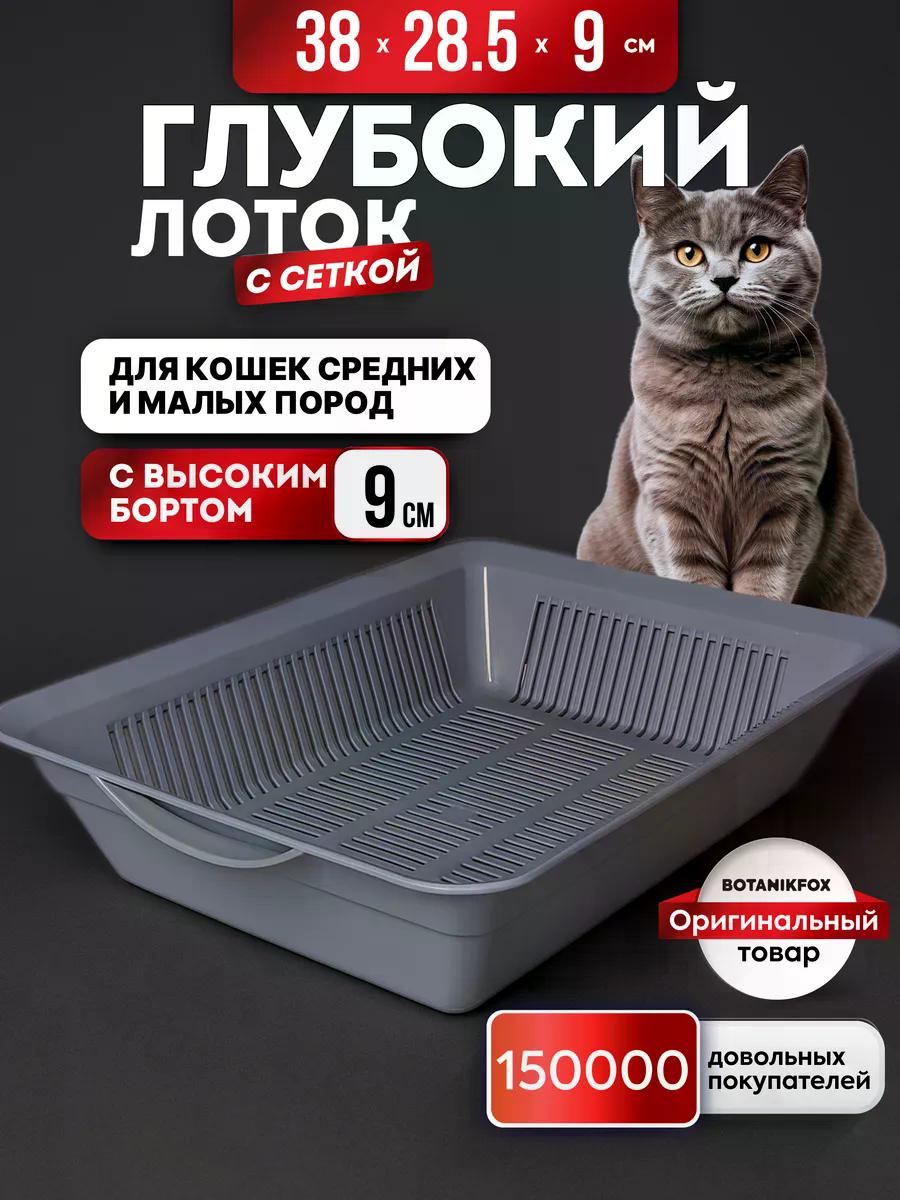 38 х 28.5 х 9 см
ГЛУБОКИЙ
ЛОТОК
С СЕТКОЙ
ДЛЯ КОШЕК СРЕДНИХ
И МАЛЫХ ПОРОД
С ВЫСОКИМ
БОРТОМ
9 СМ
BOTANIKFOX
Оригинальный
товар
150000
довольных
покупателей